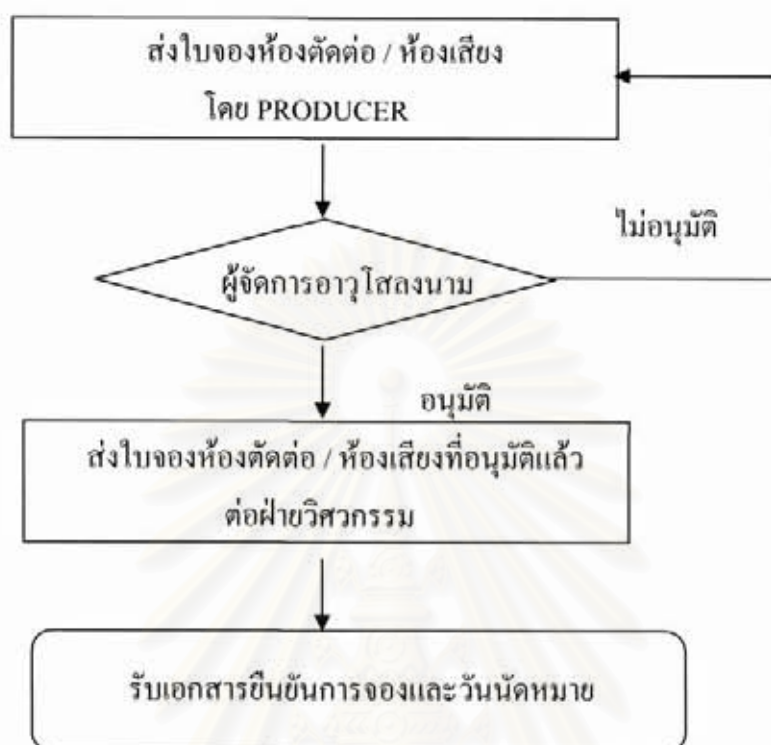 ส่งใบจองห้องตัดต่อ / ห้องเสียง
โดย PRODUCER
ไม่อนุมัติ
ผู้จัดการอาวุโสลงนาม
อนุมัติ
ส่งใบจองห้องตัดต่อ / ห้องเสียงที่อนุมัติแล้ว
ต่อฝ่ายวิศวกรรม
รับเอกสารยืนยันการจองและวันนัดหมาย